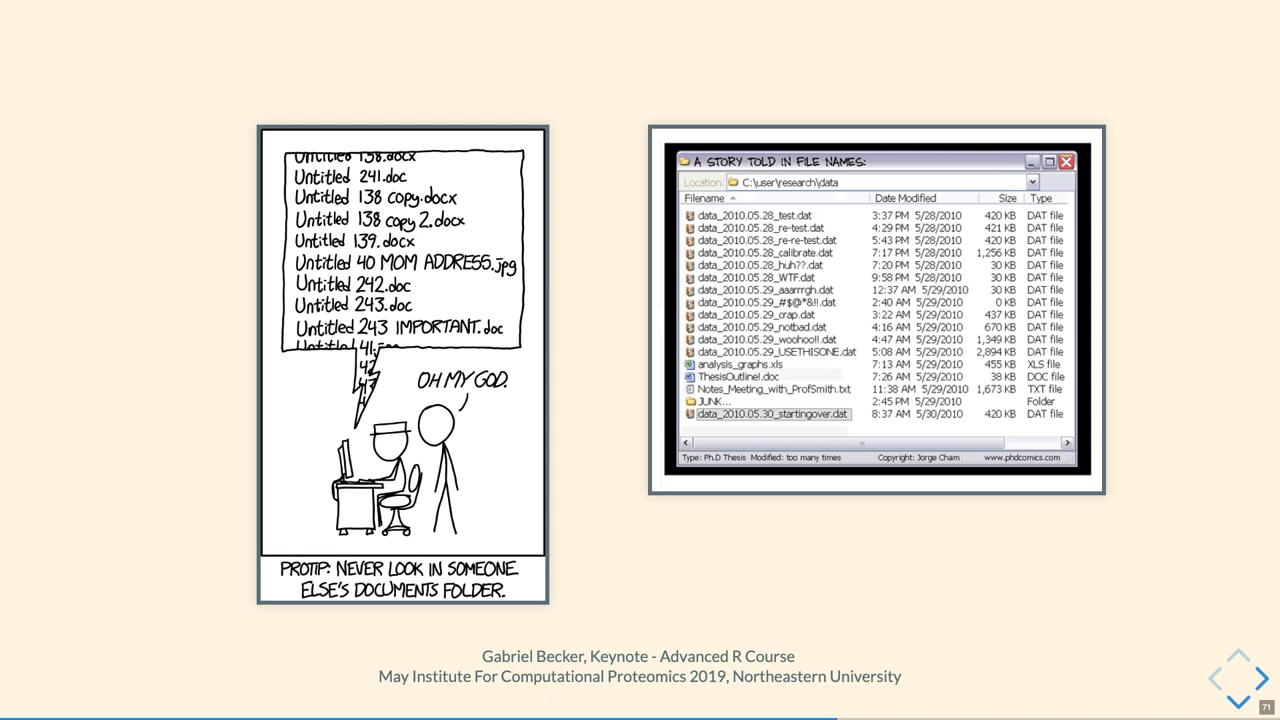 Untitled 138.docx
Untitled 241.doc
Untitled 138 copy.docx
Untitled 138 copy 2.docx
Untitled 139.docx
Untitled 40 MOM ADDRESS.jpg
Untitled 242.doc
Untitled 243.doc
Untitled 243 IMPORTANT.doc
OH MY GOD.
PROTIP: NEVER LOOK IN SOMEONE
ELSE'S DOCUMENTS FOLDER.
A STORY TOLD IN FILE NAMES:
Location: C:\user\research\data
Filename Date Modified Size Type
data_2010.05.28_test.dat 3:37 PM 5/28/2010 420 KB DAT file
data_2010.05.28_re-test.dat 4:29 PM 5/28/2010 421 KB DAT file
data_2010.05.28_re-re-test.dat 5:43 PM 5/28/2010 420 KB DAT file
data_2010.05.28_calibrate.dat 7:17 PM 5/28/2010 1,256 KB DAT file
data_2010.05.28_huh??.dat 7:20 PM 5/28/2010 30 KB DAT file
data_2010.05.28_WTF.dat 9:58 PM 5/28/2010 30 KB DAT file
data_2010.05.29_aaarrrgh.dat 12:37 AM 5/29/2010 30 KB DAT file
data_2010.05.29_#$@*&!!.dat 2:40 AM 5/29/2010 0 KB DAT file
data_2010.05.29_crap.dat 3:22 AM 5/29/2010 437 KB DAT file
data_2010.05.29_notbad.dat 4:16 AM 5/29/2010 670 KB DAT file
data_2010.05.29_woohoo!!.dat 4:47 AM 5/29/2010 1,349 KB DAT file
data_2010.05.29_USETHISONE.dat 5:08 AM 5/29/2010 2,894 KB DAT file
analysis_graphs.xls 7:13 AM 5/29/2010 455 KB XLS file
ThesisOutline!.doc 7:26 AM 5/29/2010 38 KB DOC file
Notes_Meeting_with_ProfSmith.txt 11:38 AM 5/29/2010 1,673 KB TXT file
JUNK... 2:45 PM 5/29/2010 Folder
data_2010.05.30_startingover.dat 8:37 AM 5/30/2010 420 KB DAT file
Type: Ph.D Thesis Modified: too many times Copyright: Jorge Cham www.phdcomics.com
Gabriel Becker, Keynote - Advanced R Course
May Institute For Computational Proteomics 2019, Northeastern University
71